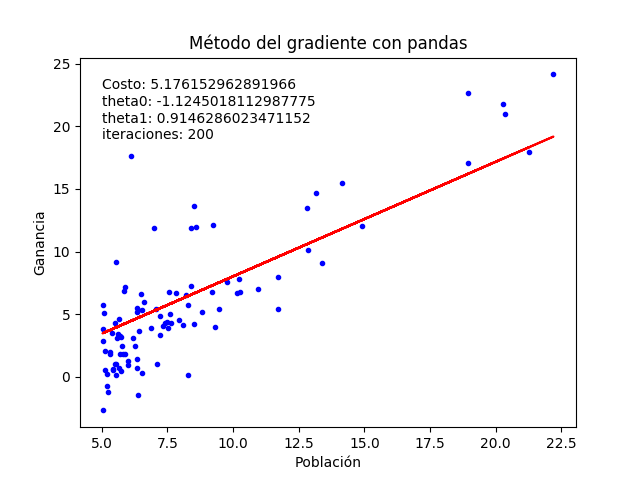 Método del gradiente con pandas
Costo: 5.176152962891966
theta0: -1.1245018112987775
theta1: 0.9146286023471152
iteraciones: 200
Ganancia
25
20
15
10
5
0
5.0 7.5 10.0 12.5 15.0 17.5 20.0 22.5
Población